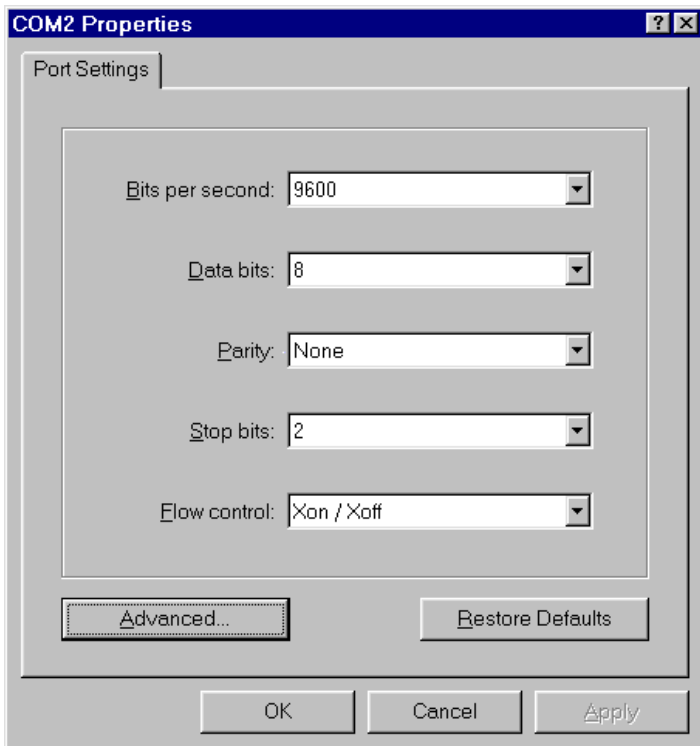 COM2 Properties
Port Settings
Bits per second: 9600
Data bits: 8
Parity: None
Stop bits: 2
Flow control: Xon / Xoff
Advanced... Restore Defaults
OK Cancel Apply